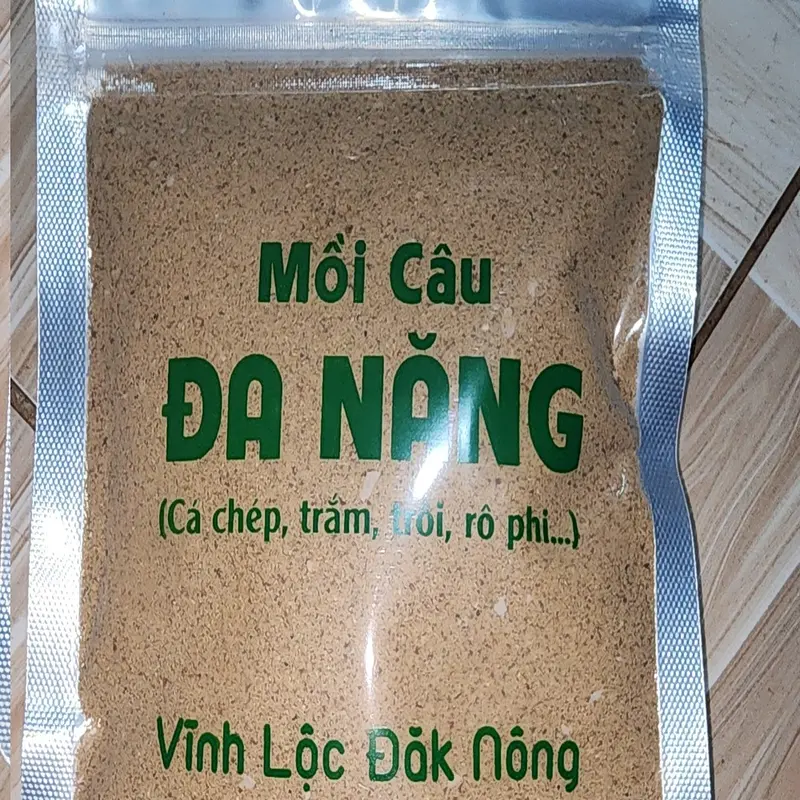 Mồi Câu
ĐA NĂNG
(Cá chép, trắm, trôi, rô phi...)
Vĩnh Lộc Đăk Nông